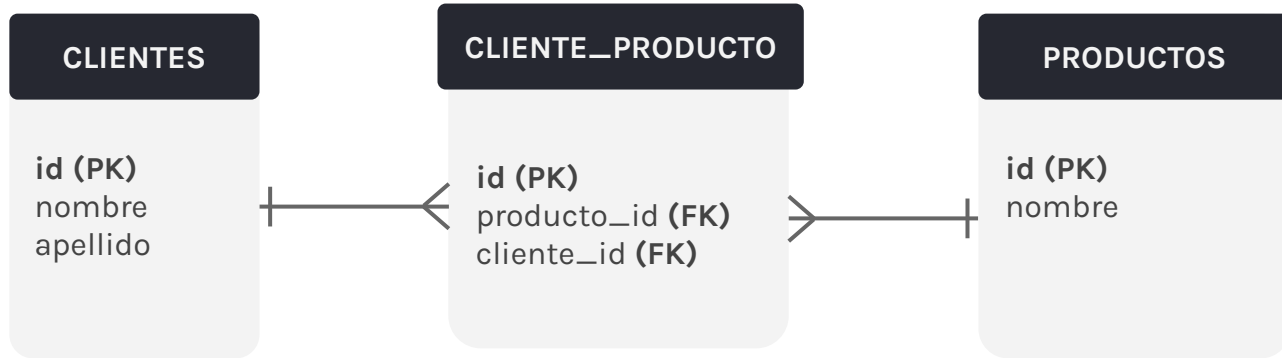 CLIENTES
id (PK)
nombre
apellido
CLIENTE_PRODUCTO
id (PK)
producto_id (FK)
cliente_id (FK)
PRODUCTOS
id (PK)
nombre